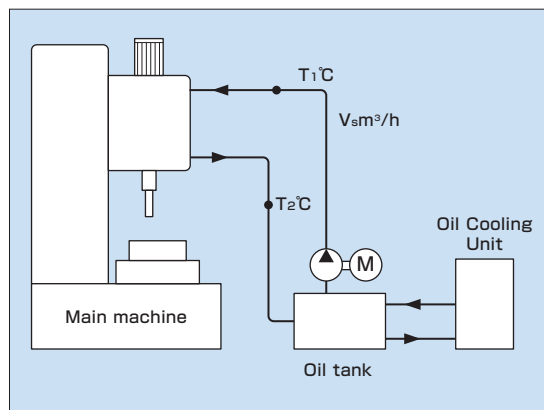 T₁℃
Vₛm³/h
T₂℃
Oil Cooling
Unit
M
Main machine
Oil tank